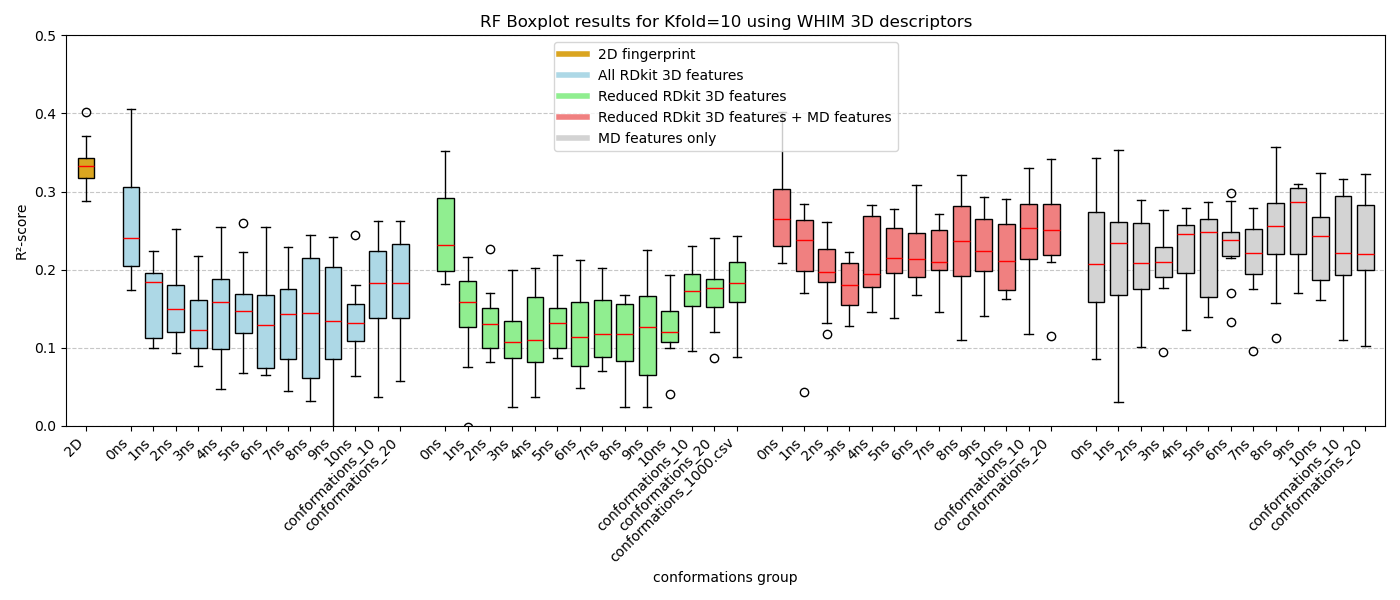 RF Boxplot results for Kfold=10 using WHIM 3D descriptors
2D fingerprint
All RDkit 3D features
Reduced RDkit 3D features
Reduced RDkit 3D features + MD features
MD features only
R²-score
0.5
0.4
0.3
0.2
0.1
0.0
2D
0ns
1ns
2ns
3ns
4ns
5ns
6ns
7ns
8ns
9ns
10ns
conformations_10
conformations_20
0ns
1ns
2ns
3ns
4ns
5ns
6ns
7ns
8ns
9ns
10ns
conformations_10
conformations_20
conformations_1000.csv
0ns
1ns
2ns
3ns
4ns
5ns
6ns
7ns
8ns
9ns
10ns
conformations_10
conformations_20
0ns
1ns
2ns
3ns
4ns
5ns
6ns
7ns
8ns
9ns
10ns
conformations_10
conformations_20
conformations group